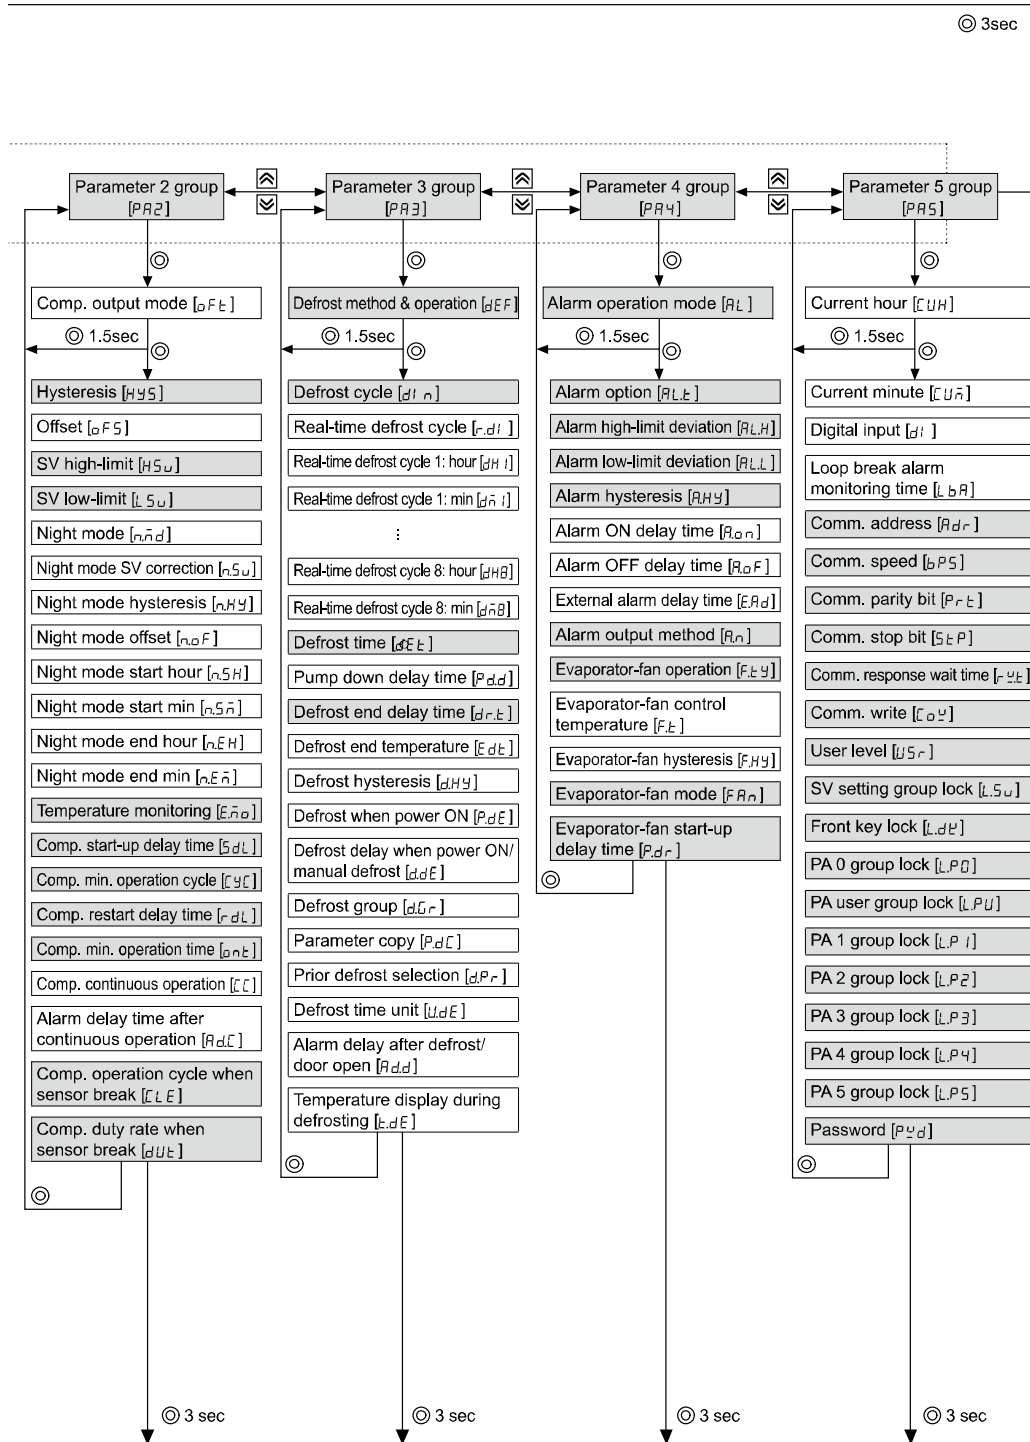 ◎ 3sec
Parameter 2 group
[PA2]
Parameter 3 group
[PA3]
Parameter 4 group
[PA4]
Parameter 5 group
[PA5]
◎
◎
◎
◎
Comp. output mode [oFt]
◎ 1.5sec
◎
Hysteresis [HYS]
Offset [oFS]
SV high-limit [HSv]
SV low-limit [LSv]
Night mode [n.md]
Night mode SV correction [n.Sv]
Night mode hysteresis [n.HY]
Night mode offset [n.oF]
Night mode start hour [n.SH]
Night mode start min [n.Sm]
Night mode end hour [n.EH]
Night mode end min [n.Em]
Temperature monitoring [E.mo]
Comp. start-up delay time [SdL]
Comp. min. operation cycle [CYC]
Comp. restart delay time [rdL]
Comp. min. operation time [ont]
Comp. continuous operation [CC]
Alarm delay time after
continuous operation [Ad.C]
Comp. operation cycle when
sensor break [CLE]
Comp. duty rate when
sensor break [dUt]
◎
◎ 3 sec
Defrost method & operation [dEF]
◎ 1.5sec
◎
Defrost cycle [dIn]
Real-time defrost cycle [r.dI]
Real-time defrost cycle 1: hour [dH1]
Real-time defrost cycle 1: min [dm1]
⋮
Real-time defrost cycle 8: hour [dH8]
Real-time defrost cycle 8: min [dm8]
Defrost time [dEt]
Pump down delay time [Pd.d]
Defrost end delay time [dr.t]
Defrost end temperature [Edt]
Defrost hysteresis [d.HY]
Defrost when power ON [P.dE]
Defrost delay when power ON/
manual defrost [d.dE]
Defrost group [d.Gr]
Parameter copy [P.dC]
Prior defrost selection [d.Pr]
Defrost time unit [U.dE]
Alarm delay after defrost/
door open [Ad.d]
Temperature display during
defrosting [t.dE]
◎
◎ 3 sec
Alarm operation mode [AL]
◎ 1.5sec
◎
Alarm option [AL.t]
Alarm high-limit deviation [AL.H]
Alarm low-limit deviation [AL.L]
Alarm hysteresis [A.HY]
Alarm ON delay time [A.on]
Alarm OFF delay time [A.oF]
External alarm delay time [E.Ad]
Alarm output method [A.n]
Evaporator-fan operation [F.tY]
Evaporator-fan control
temperature [F.t]
Evaporator-fan hysteresis [F.HY]
Evaporator-fan mode [FAn]
Evaporator-fan start-up
delay time [P.dr]
◎
◎ 3 sec
Current hour [CUH]
◎ 1.5sec
◎
Current minute [CUm]
Digital input [dI]
Loop break alarm
monitoring time [LbA]
Comm. address [Adr]
Comm. speed [bPS]
Comm. parity bit [Prt]
Comm. stop bit [StP]
Comm. response wait time [rw.t]
Comm. write [Cow]
User level [USr]
SV setting group lock [L.Sv]
Front key lock [L.dK]
PA 0 group lock [L.P0]
PA user group lock [L.PU]
PA 1 group lock [L.P1]
PA 2 group lock [L.P2]
PA 3 group lock [L.P3]
PA 4 group lock [L.P4]
PA 5 group lock [L.P5]
Password [Pwd]
◎
◎ 3 sec